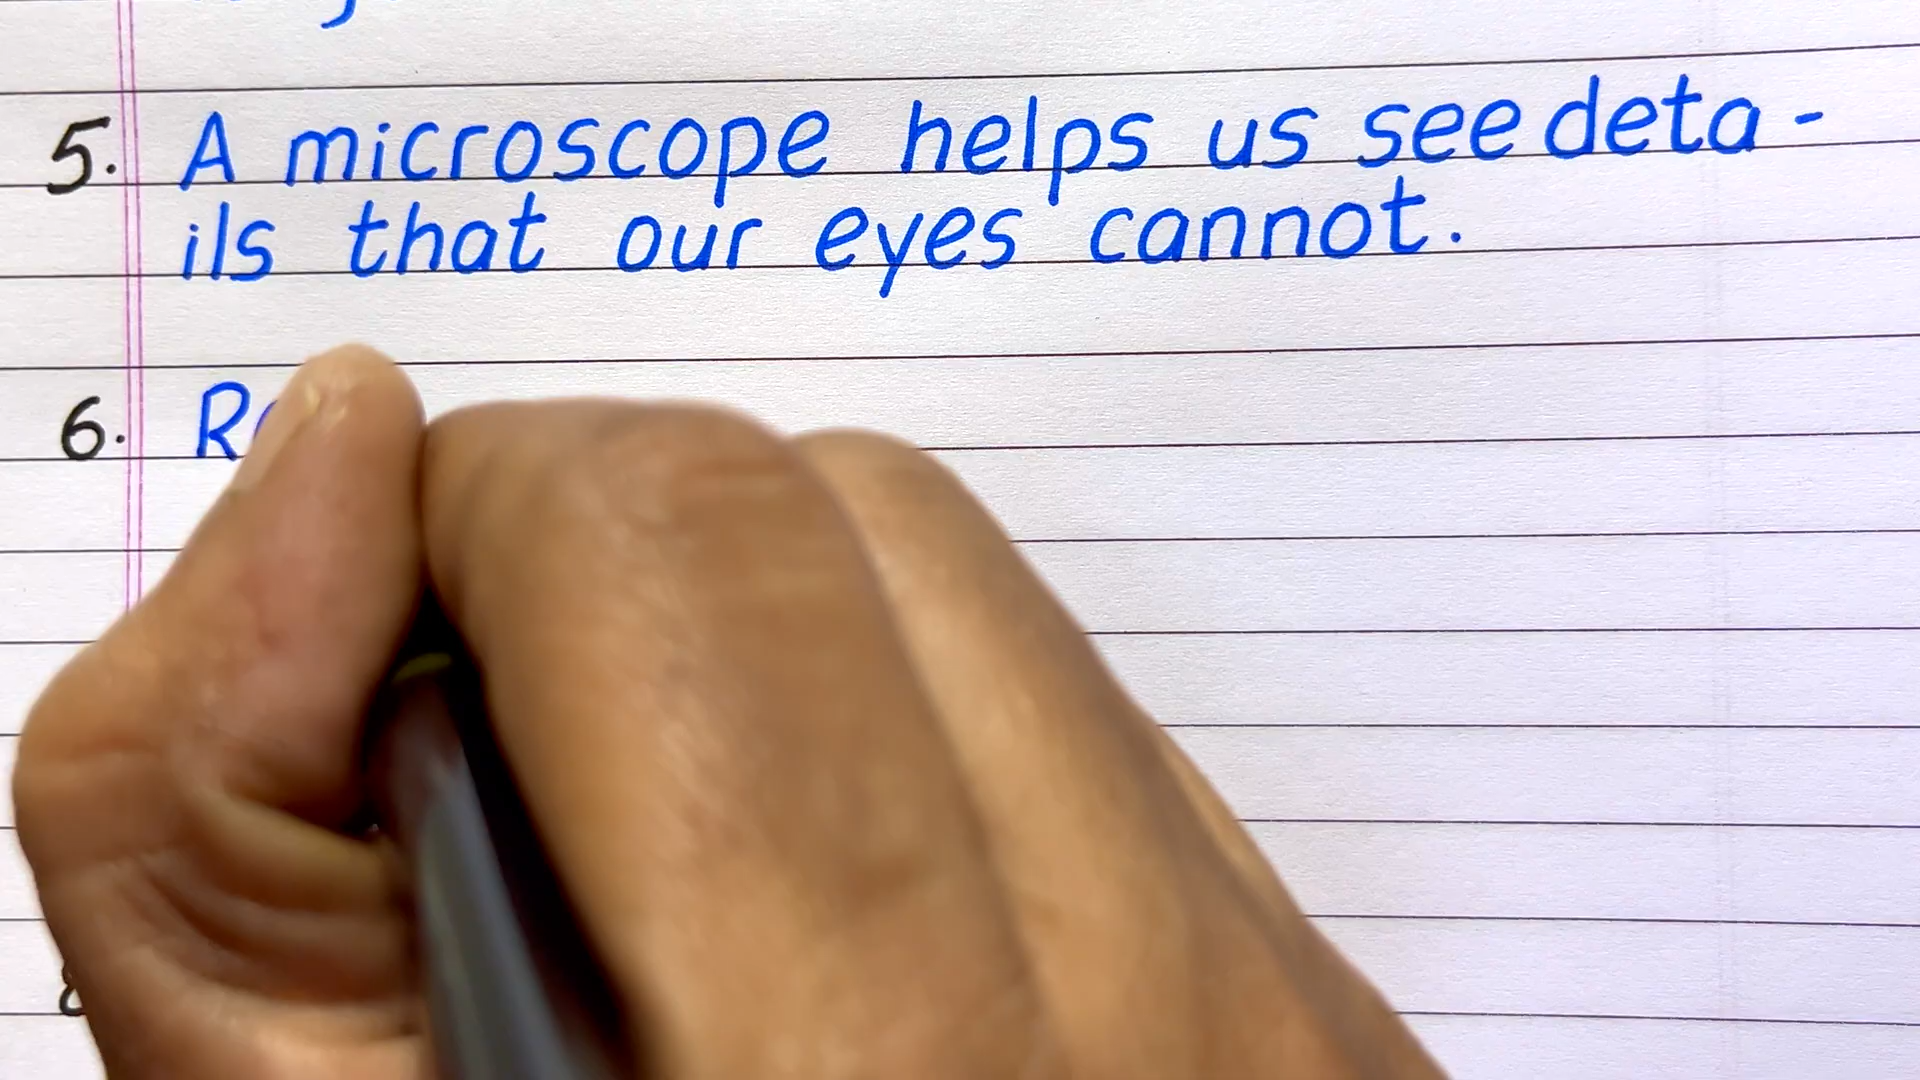 5. A microscope helps us see deta-
ils that our eyes cannot.
6.